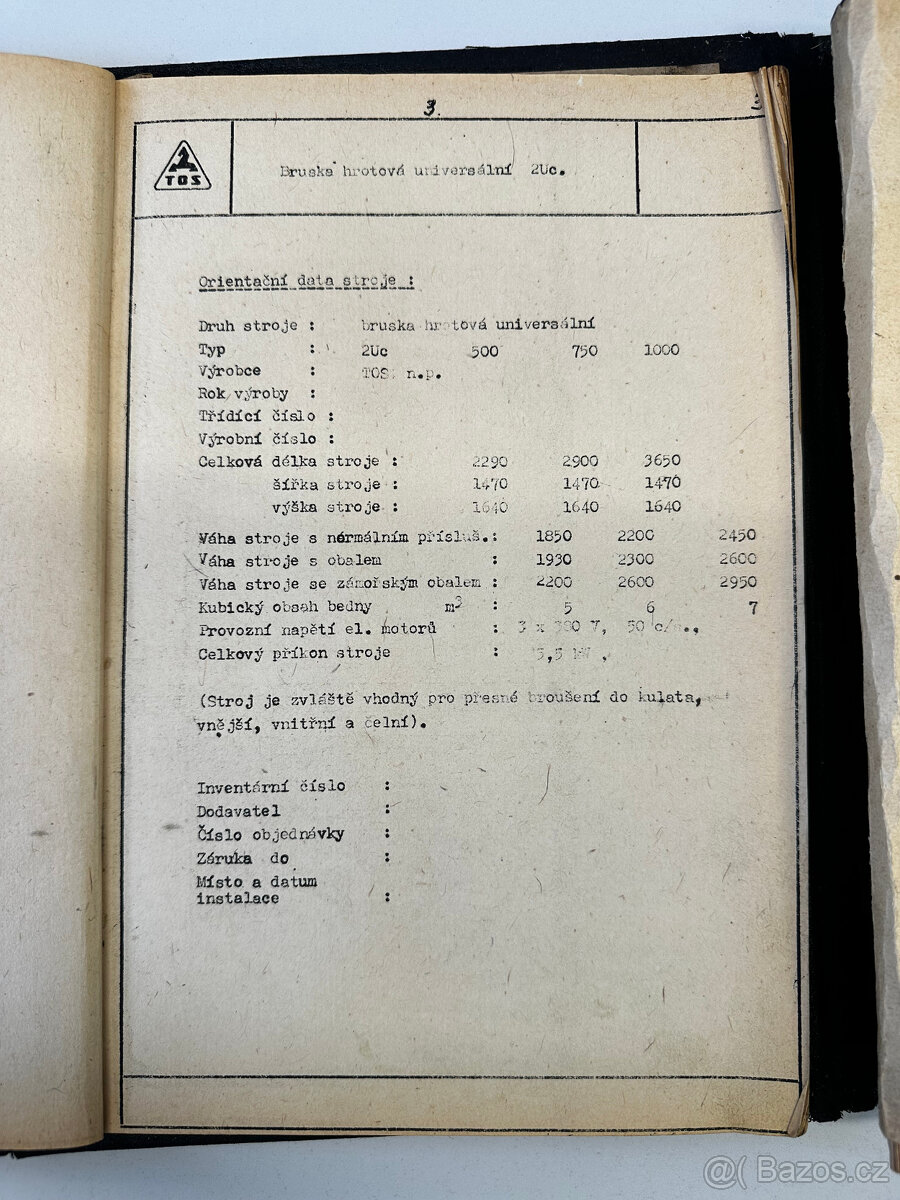 3.
TOS
Bruska hrotová universální 2Uc.
Orientační data stroje :
Druh stroje : bruska hrotová universální
Typ : 2Uc 500 750 1000
Výrobce : TOS, n.p.
Rok výroby :
Třídící číslo :
Výrobní číslo :
Celková délka stroje : 2290 2900 3650
šířka stroje : 1470 1470 1470
výška stroje : 1640 1640 1640
Váha stroje s normálním přísluš.: 1850 2200 2450
Váha stroje s obalem : 1930 2300 2600
Váha stroje se zámořským obalem : 2200 2600 2950
Kubický obsah bedny m3 : 5 6 7
Provozní napětí el. motorů : 3 x 380 V, 50
Celkový příkon stroje :
(Stroj je zvláště vhodný pro přesné broušení do kulata,
vnější, vnitřní a čelní).
Inventární číslo :
Dodavatel :
Číslo objednávky :
Záruka do :
Místo a datum
instalace :
@( Bazos.cz